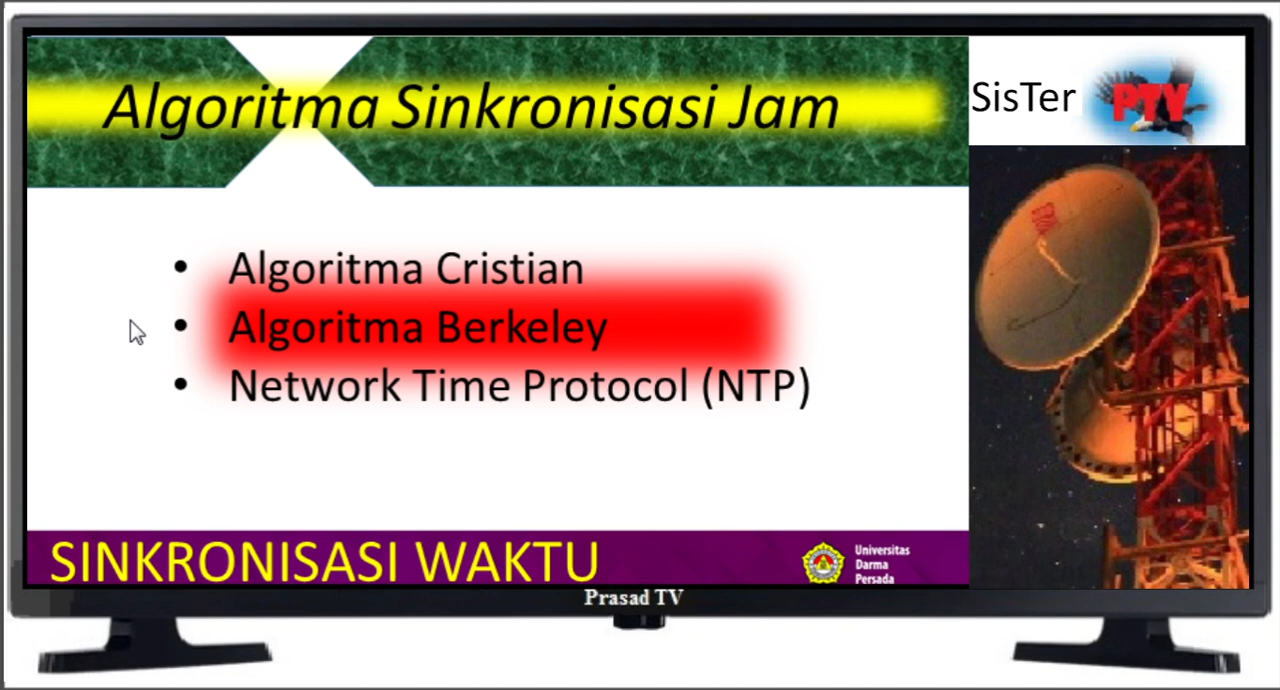 Algoritma Sinkronisasi Jam
SisTer
PTY
• Algoritma Cristian
• Algoritma Berkeley
• Network Time Protocol (NTP)
SINKRONISASI WAKTU
Universitas
Darma
Persada
Prasad TV